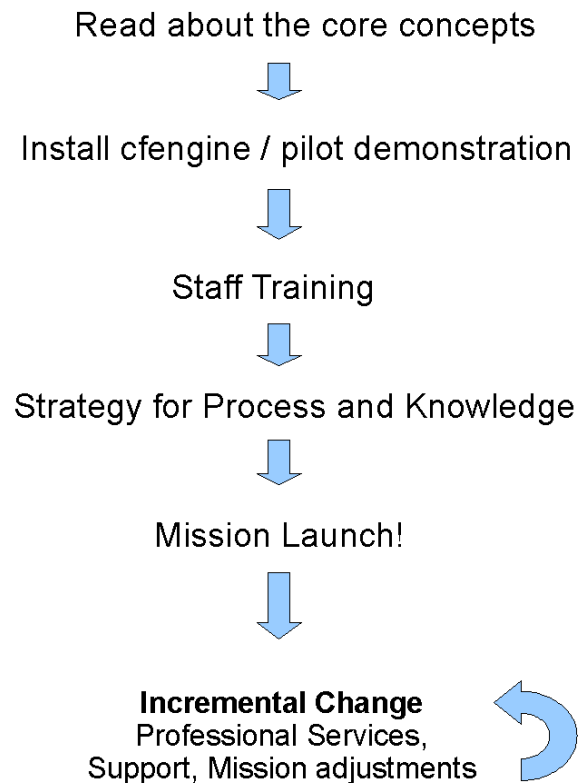 Read about the core concepts
Install cfengine / pilot demonstration
Staff Training
Strategy for Process and Knowledge
Mission Launch!
Incremental Change
Professional Services,
Support, Mission adjustments